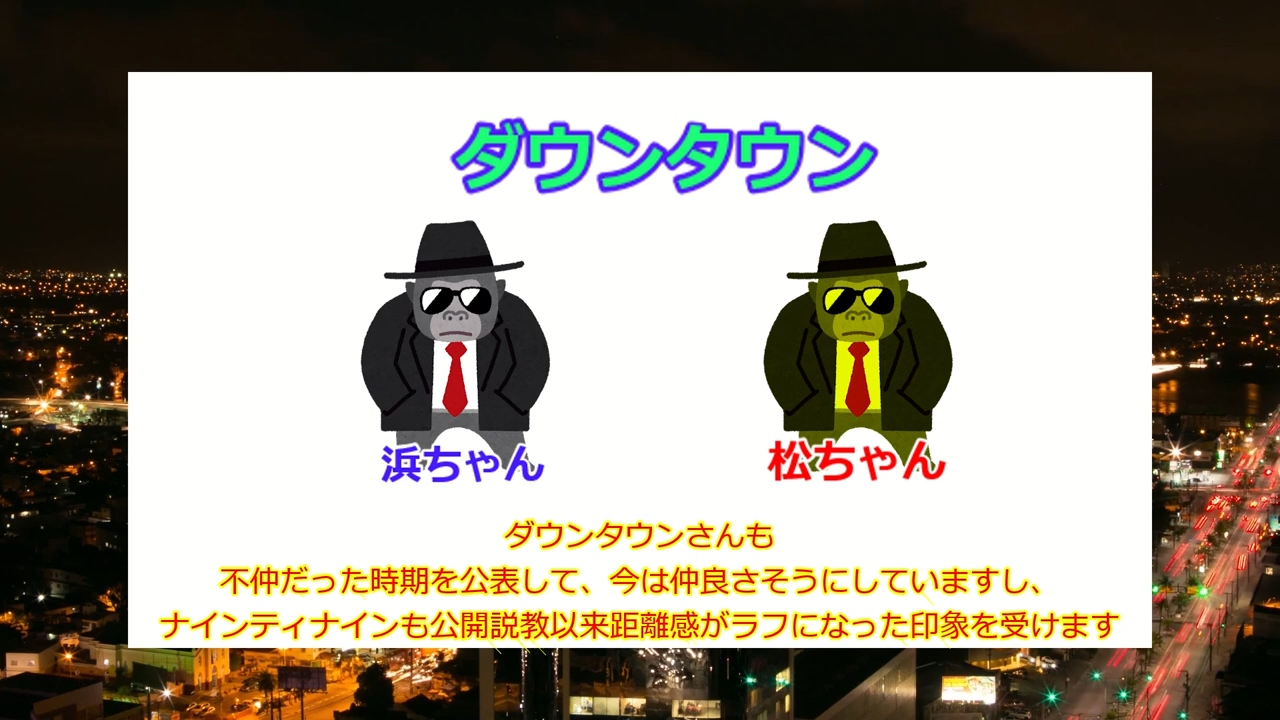 ダウンタウン
浜ちゃん
松ちゃん
ダウンタウンさんも
不仲だった時期を公表して、今は仲良さそうにしていますし、
ナインティナインも公開説教以来距離感がラフになった印象を受けます